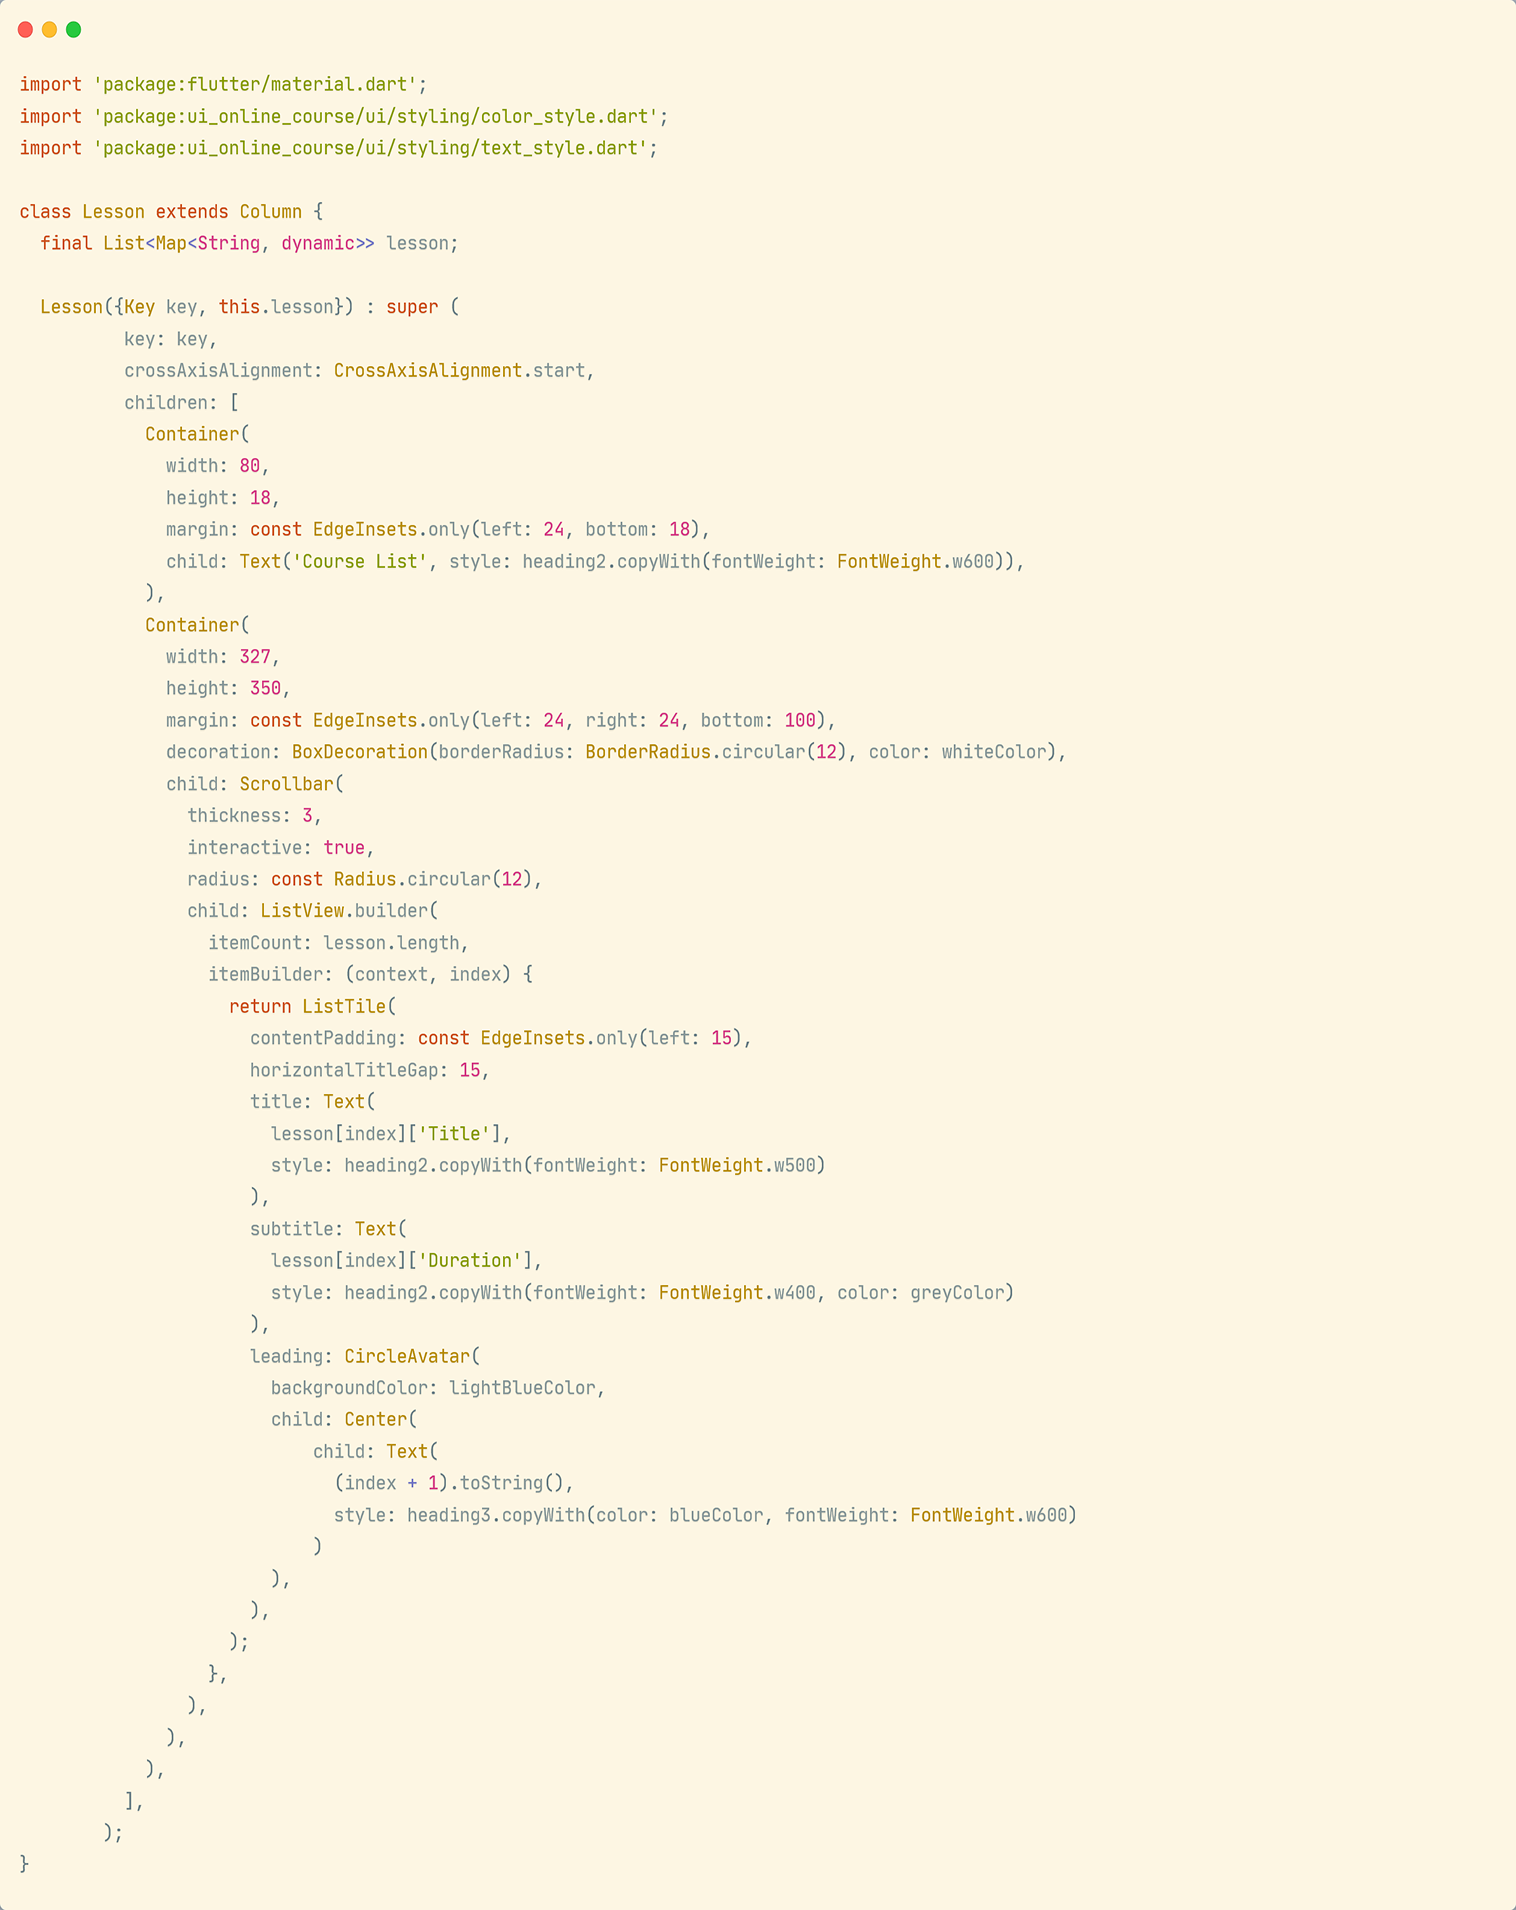 import 'package:flutter/material.dart';
import 'package:ui_online_course/ui/styling/color_style.dart';
import 'package:ui_online_course/ui/styling/text_style.dart';

class Lesson extends Column {
  final List<Map<String, dynamic>> lesson;

  Lesson({Key key, this.lesson}) : super (
          key: key,
          crossAxisAlignment: CrossAxisAlignment.start,
          children: [
            Container(
              width: 80,
              height: 18,
              margin: const EdgeInsets.only(left: 24, bottom: 18),
              child: Text('Course List', style: heading2.copyWith(fontWeight: FontWeight.w600)),
            ),
            Container(
              width: 327,
              height: 350,
              margin: const EdgeInsets.only(left: 24, right: 24, bottom: 100),
              decoration: BoxDecoration(borderRadius: BorderRadius.circular(12), color: whiteColor),
              child: Scrollbar(
                thickness: 3,
                interactive: true,
                radius: const Radius.circular(12),
                child: ListView.builder(
                  itemCount: lesson.length,
                  itemBuilder: (context, index) {
                    return ListTile(
                      contentPadding: const EdgeInsets.only(left: 15),
                      horizontalTitleGap: 15,
                      title: Text(
                        lesson[index]['Title'],
                        style: heading2.copyWith(fontWeight: FontWeight.w500)
                      ),
                      subtitle: Text(
                        lesson[index]['Duration'],
                        style: heading2.copyWith(fontWeight: FontWeight.w400, color: greyColor)
                      ),
                      leading: CircleAvatar(
                        backgroundColor: lightBlueColor,
                        child: Center(
                            child: Text(
                              (index + 1).toString(),
                              style: heading3.copyWith(color: blueColor, fontWeight: FontWeight.w600)
                            )
                        ),
                      ),
                    );
                  },
                ),
              ),
            ),
          ],
        );
}